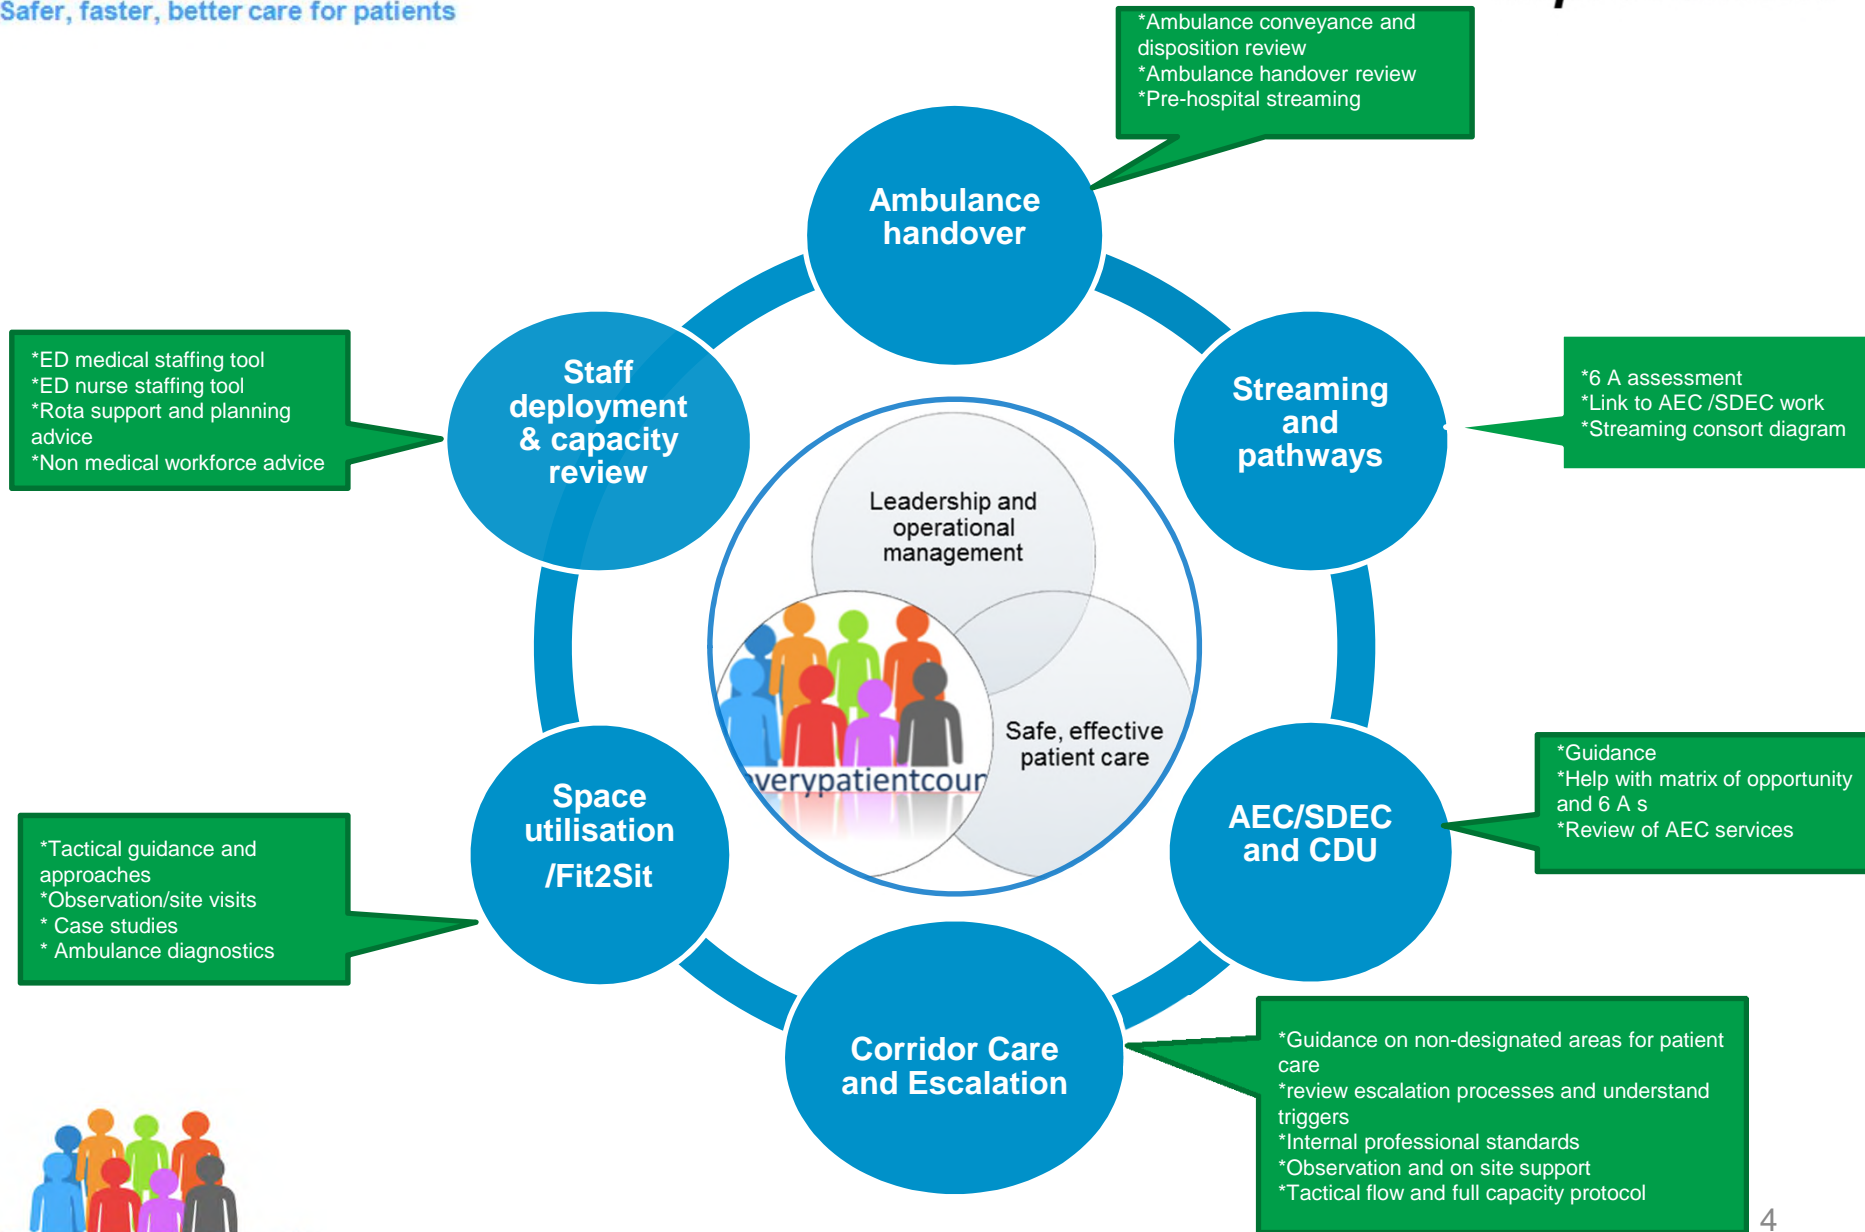 Safer, faster, better care for patients
*Ambulance conveyance and
disposition review
*Ambulance handover review
*Pre-hospital streaming
Ambulance
handover
*ED medical staffing tool
*ED nurse staffing tool
*Rota support and planning
advice
*Non medical workforce advice
Staff
deployment
& capacity
review
Streaming
and
pathways
*6 A assessment
*Link to AEC /SDEC work
*Streaming consort diagram
Leadership and
operational
management
Safe, effective
patient care
verypatientcoun
*Tactical guidance and
approaches
*Observation/site visits
* Case studies
* Ambulance diagnostics
Space
utilisation
/Fit2Sit
AEC/SDEC
and CDU
*Guidance
*Help with matrix of opportunity
and 6 A s
*Review of AEC services
Corridor Care
and Escalation
*Guidance on non-designated areas for patient
care
*review escalation processes and understand
triggers
*Internal professional standards
*Observation and on site support
*Tactical flow and full capacity protocol
4